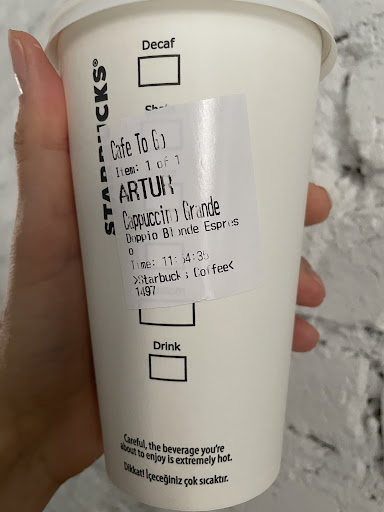 STARBUCKS®
Decaf
Cafe To Go
Item: 1 of 1
ARTUR
Cappuccino Grande
Doppio Blonde Espres
o
Time: 11:54:35
>Starbucks Coffee<
1497
Drink
Careful, the beverage you're
about to enjoy is extremely hot.
Dikkat! İçeceğiniz çok sıcaktır.